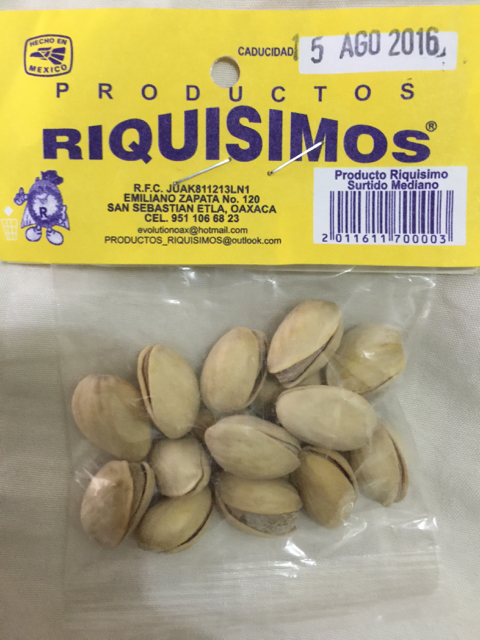 HECHO EN
MEXICO
CADUCIDAD
15 AGO 2016
PRODUCTOS
RIQUISIMOS®
R.F.C. JUAK811213LN1
EMILIANO ZAPATA No. 120
SAN SEBASTIAN ETLA, OAXACA
CEL. 951 106 68 23
evolutionoax@hotmail.com
PRODUCTOS_RIQUISIMOS@outlook.com
R
Producto Riquisimo
Surtido Mediano
2 011611 700003